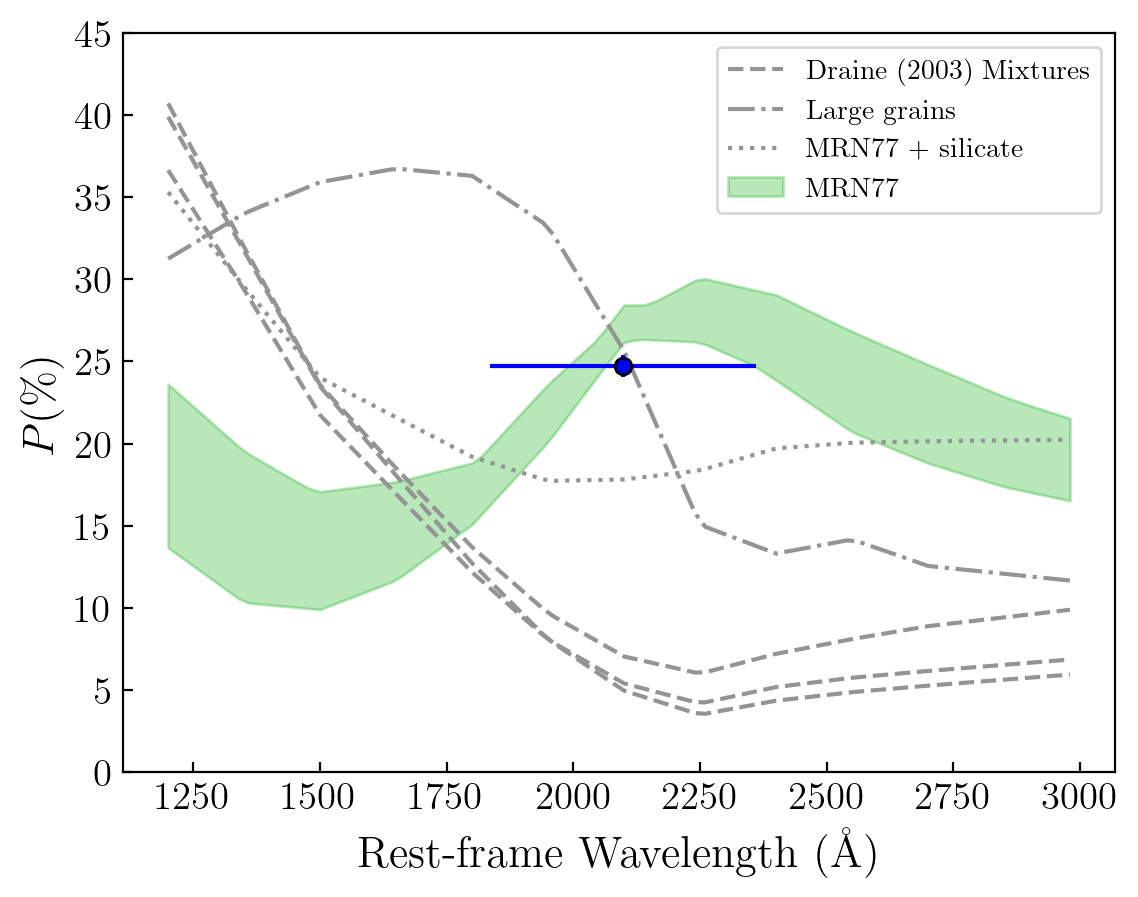 45
40
35
30
25
20
15
10
5
0
P(%)
Draine (2003) Mixtures
Large grains
MRN77 + silicate
MRN77
1250 1500 1750 2000 2250 2500 2750 3000
Rest-frame Wavelength (Å)